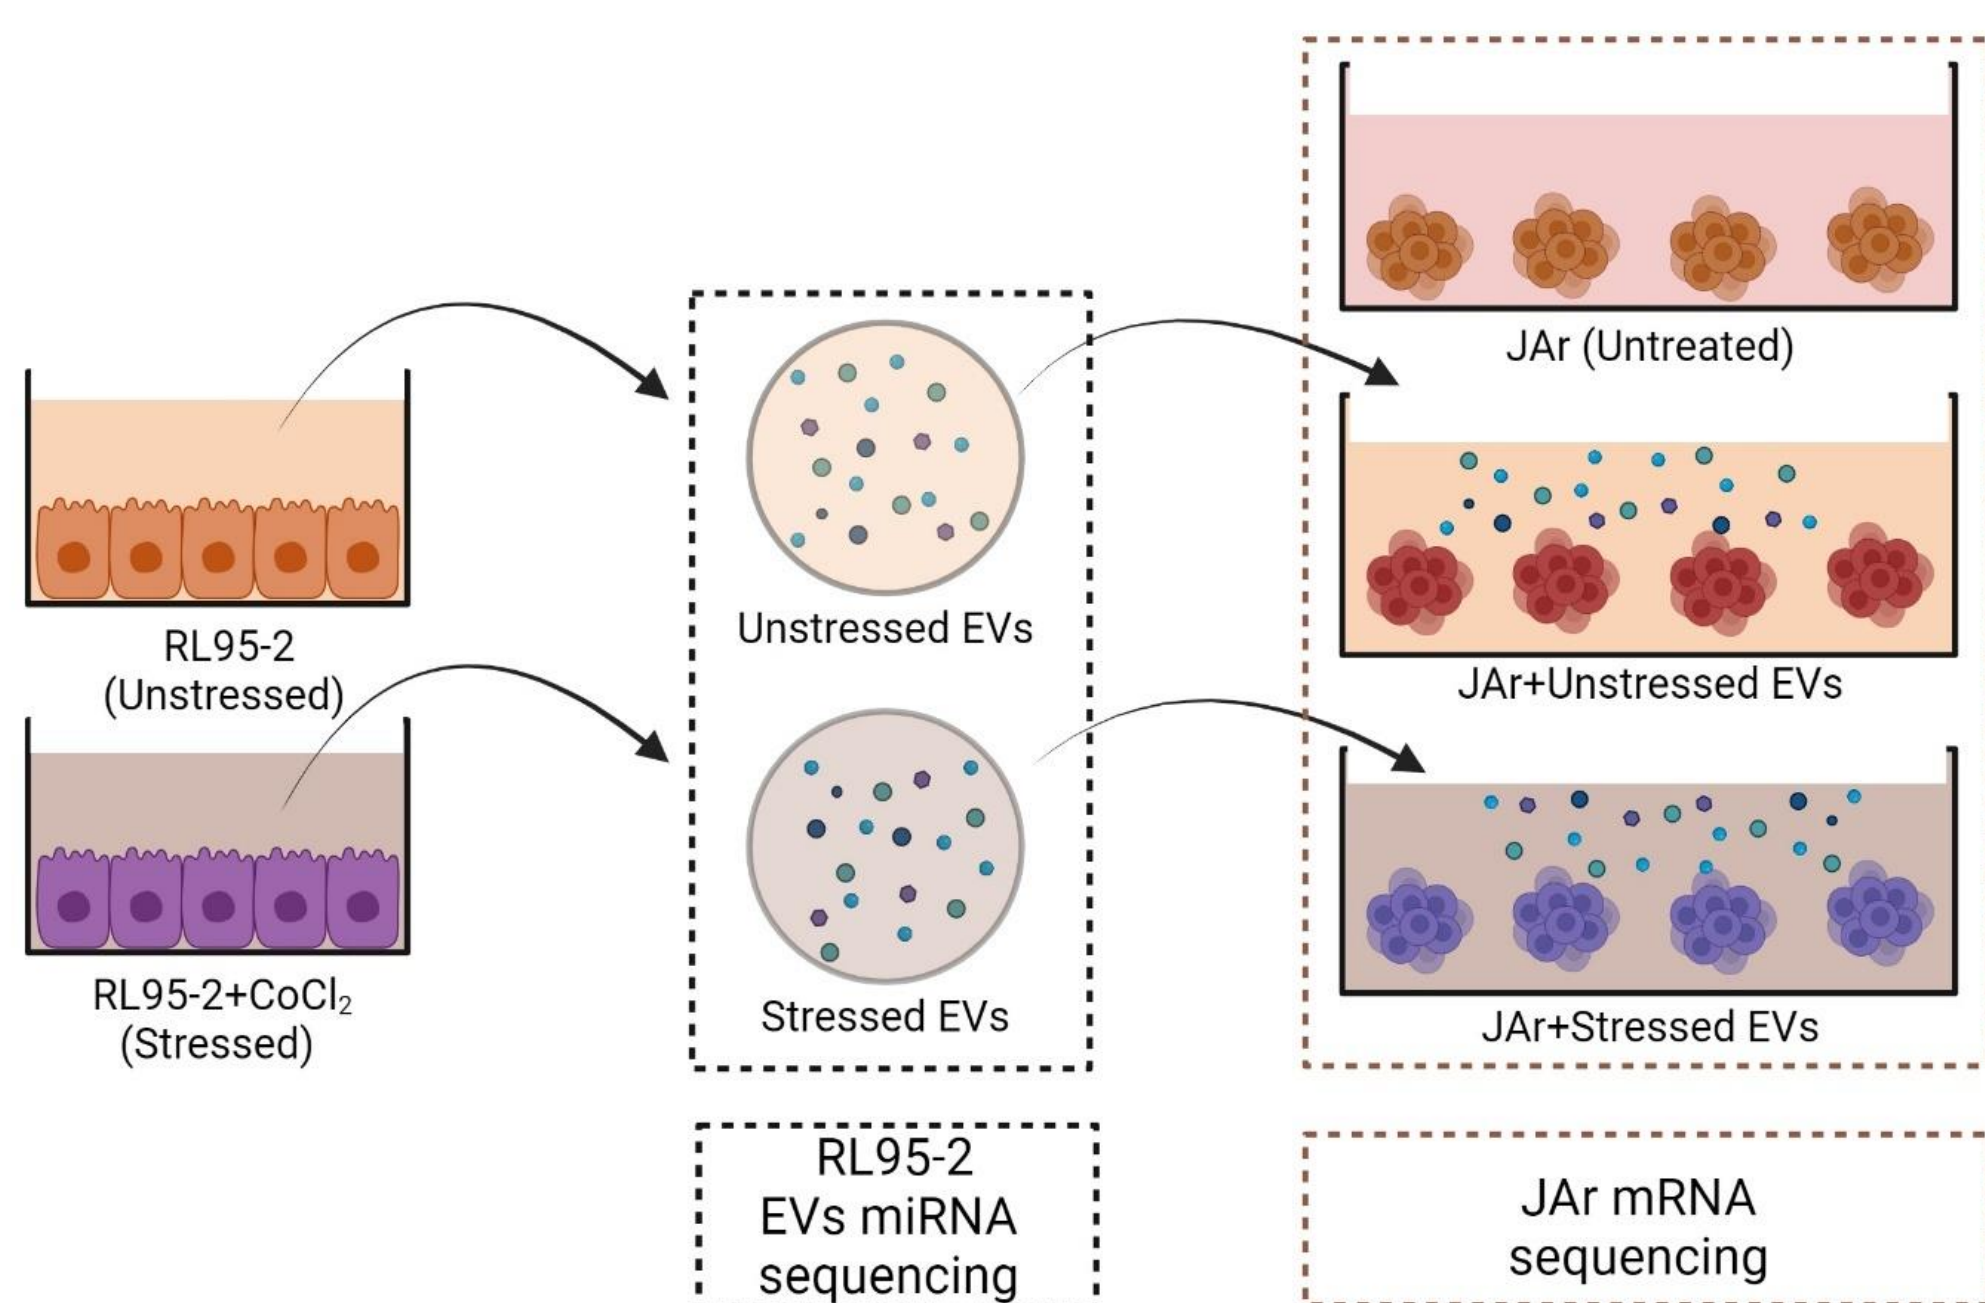 RL95-2
(Unstressed)
RL95-2+CoCl₂
(Stressed)
Unstressed EVs
Stressed EVs
RL95-2
EVs miRNA
sequencing
JAr (Untreated)
JAr+Unstressed EVs
JAr+Stressed EVs
JAr mRNA
sequencing